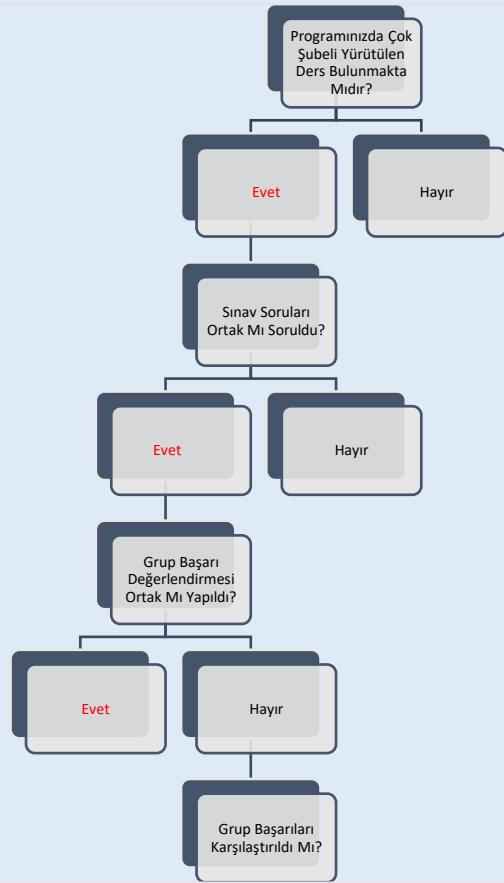 Programınızda Çok
Şubeli Yürütülen
Ders Bulunmakta
Mıdır?
Evet
Hayır
Sınav Soruları
Ortak Mı Soruldu?
Evet
Hayır
Grup Başarı
Değerlendirmesi
Ortak Mı Yapıldı?
Evet
Hayır
Grup Başarıları
Karşılaştırıldı Mı?